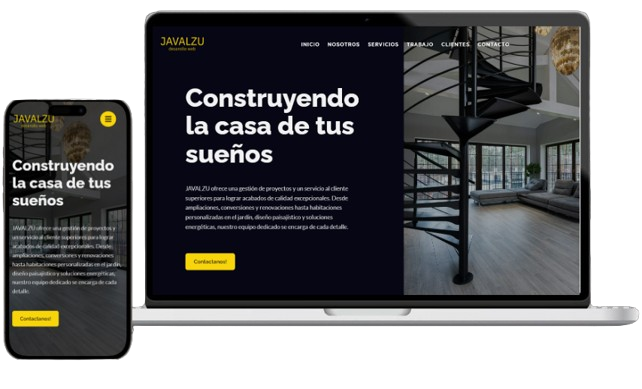 JAVALZU
desarrollo web
INICIO NOSOTROS SERVICIOS TRABAJO CLIENTES CONTACTO
Construyendo
la casa de tus
sueños
JAVALZU ofrece una gestión de proyectos y un servicio al cliente
superiores para lograr acabados de calidad excepcionales. Desde
ampliaciones, conversiones y renovaciones hasta habitaciones
personalizadas en el jardín, diseño paisajístico y soluciones
energéticas, nuestro equipo dedicado se encarga de cada detalle.
Contactanos!
JAVALZU
desarrollo web
Construyendo
la casa de tus
sueños
JAVALZU ofrece una gestión de proyectos y
un servicio al cliente superiores para lograr
acabados de calidad excepcionales. Desde
ampliaciones, conversiones y renovaciones
hasta habitaciones personalizadas en el jardín,
diseño paisajístico y soluciones energéticas,
nuestro equipo dedicado se encarga de cada
detalle.
Contactanos!